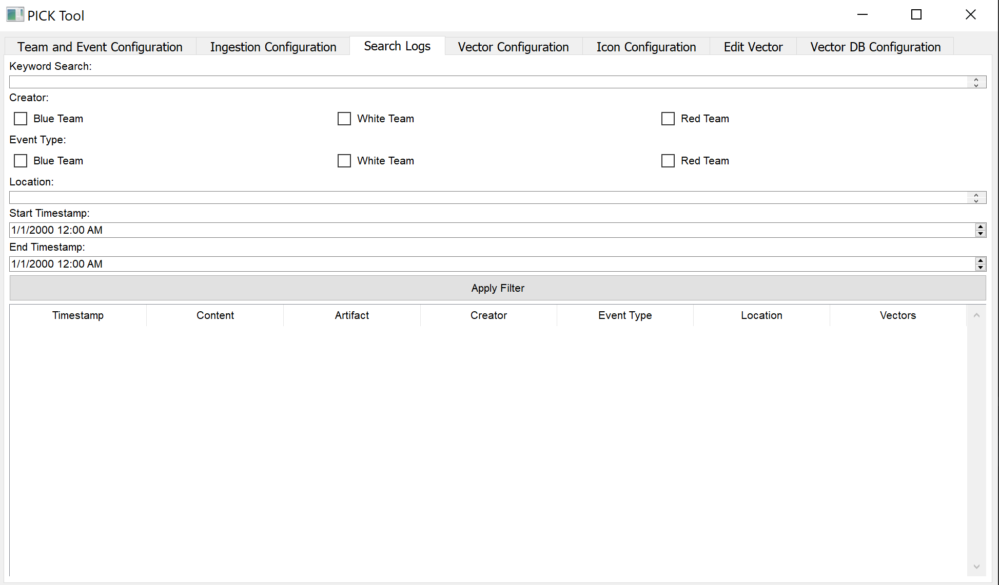 PICK Tool
Team and Event Configuration Ingestion Configuration Search Logs Vector Configuration Icon Configuration Edit Vector Vector DB Configuration
Keyword Search:
Creator:
Blue Team White Team Red Team
Event Type:
Blue Team White Team Red Team
Location:
Start Timestamp:
1/1/2000 12:00 AM
End Timestamp:
1/1/2000 12:00 AM
Apply Filter
Timestamp Content Artifact Creator Event Type Location Vectors